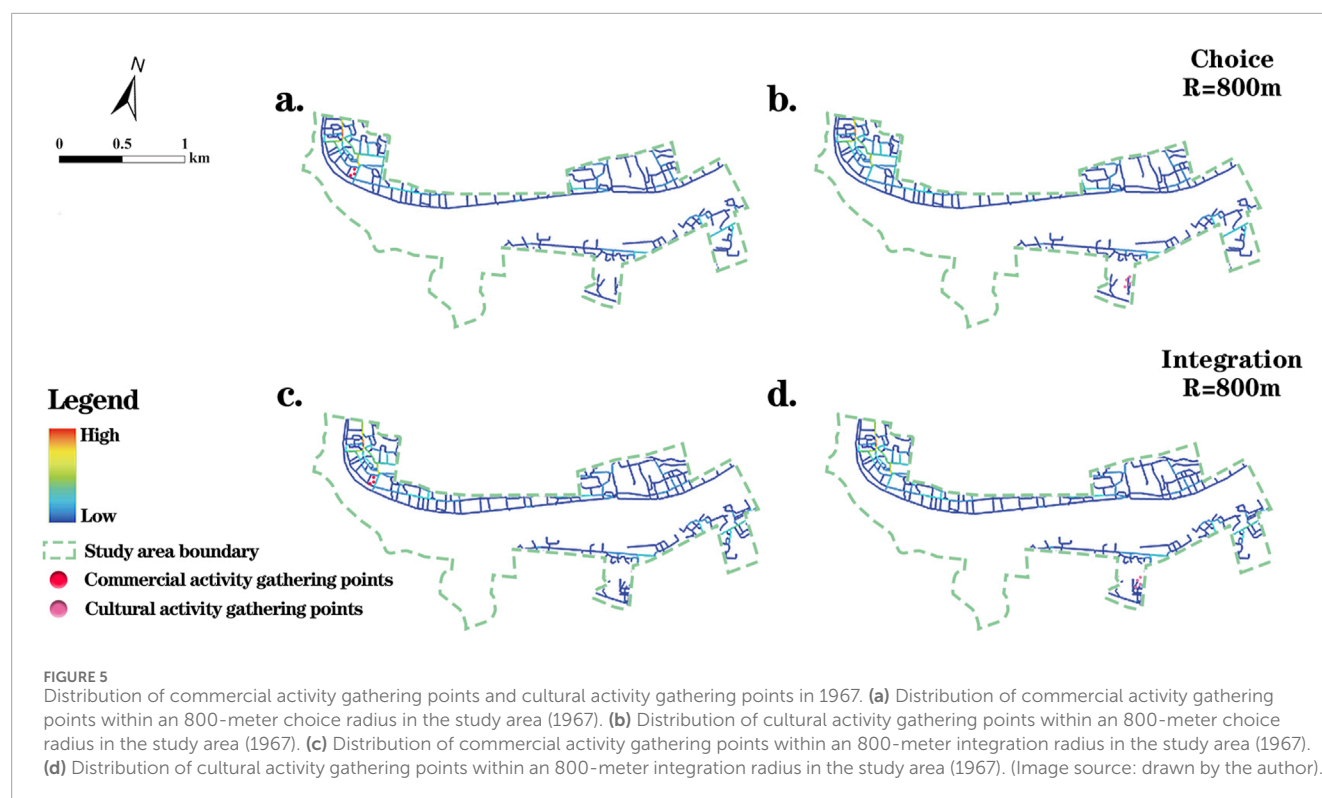 N
0 0.5 1
km
a.
b.
Choice
R=800m
c.
d.
Integration
R=800m
Legend
High
Low
Study area boundary
Commercial activity gathering points
Cultural activity gathering points
FIGURE 5
Distribution of commercial activity gathering points and cultural activity gathering points in 1967. (a) Distribution of commercial activity gathering
points within an 800-meter choice radius in the study area (1967). (b) Distribution of cultural activity gathering points within an 800-meter choice
radius in the study area (1967). (c) Distribution of commercial activity gathering points within an 800-meter integration radius in the study area (1967).
(d) Distribution of cultural activity gathering points within an 800-meter integration radius in the study area (1967). (Image source: drawn by the author).